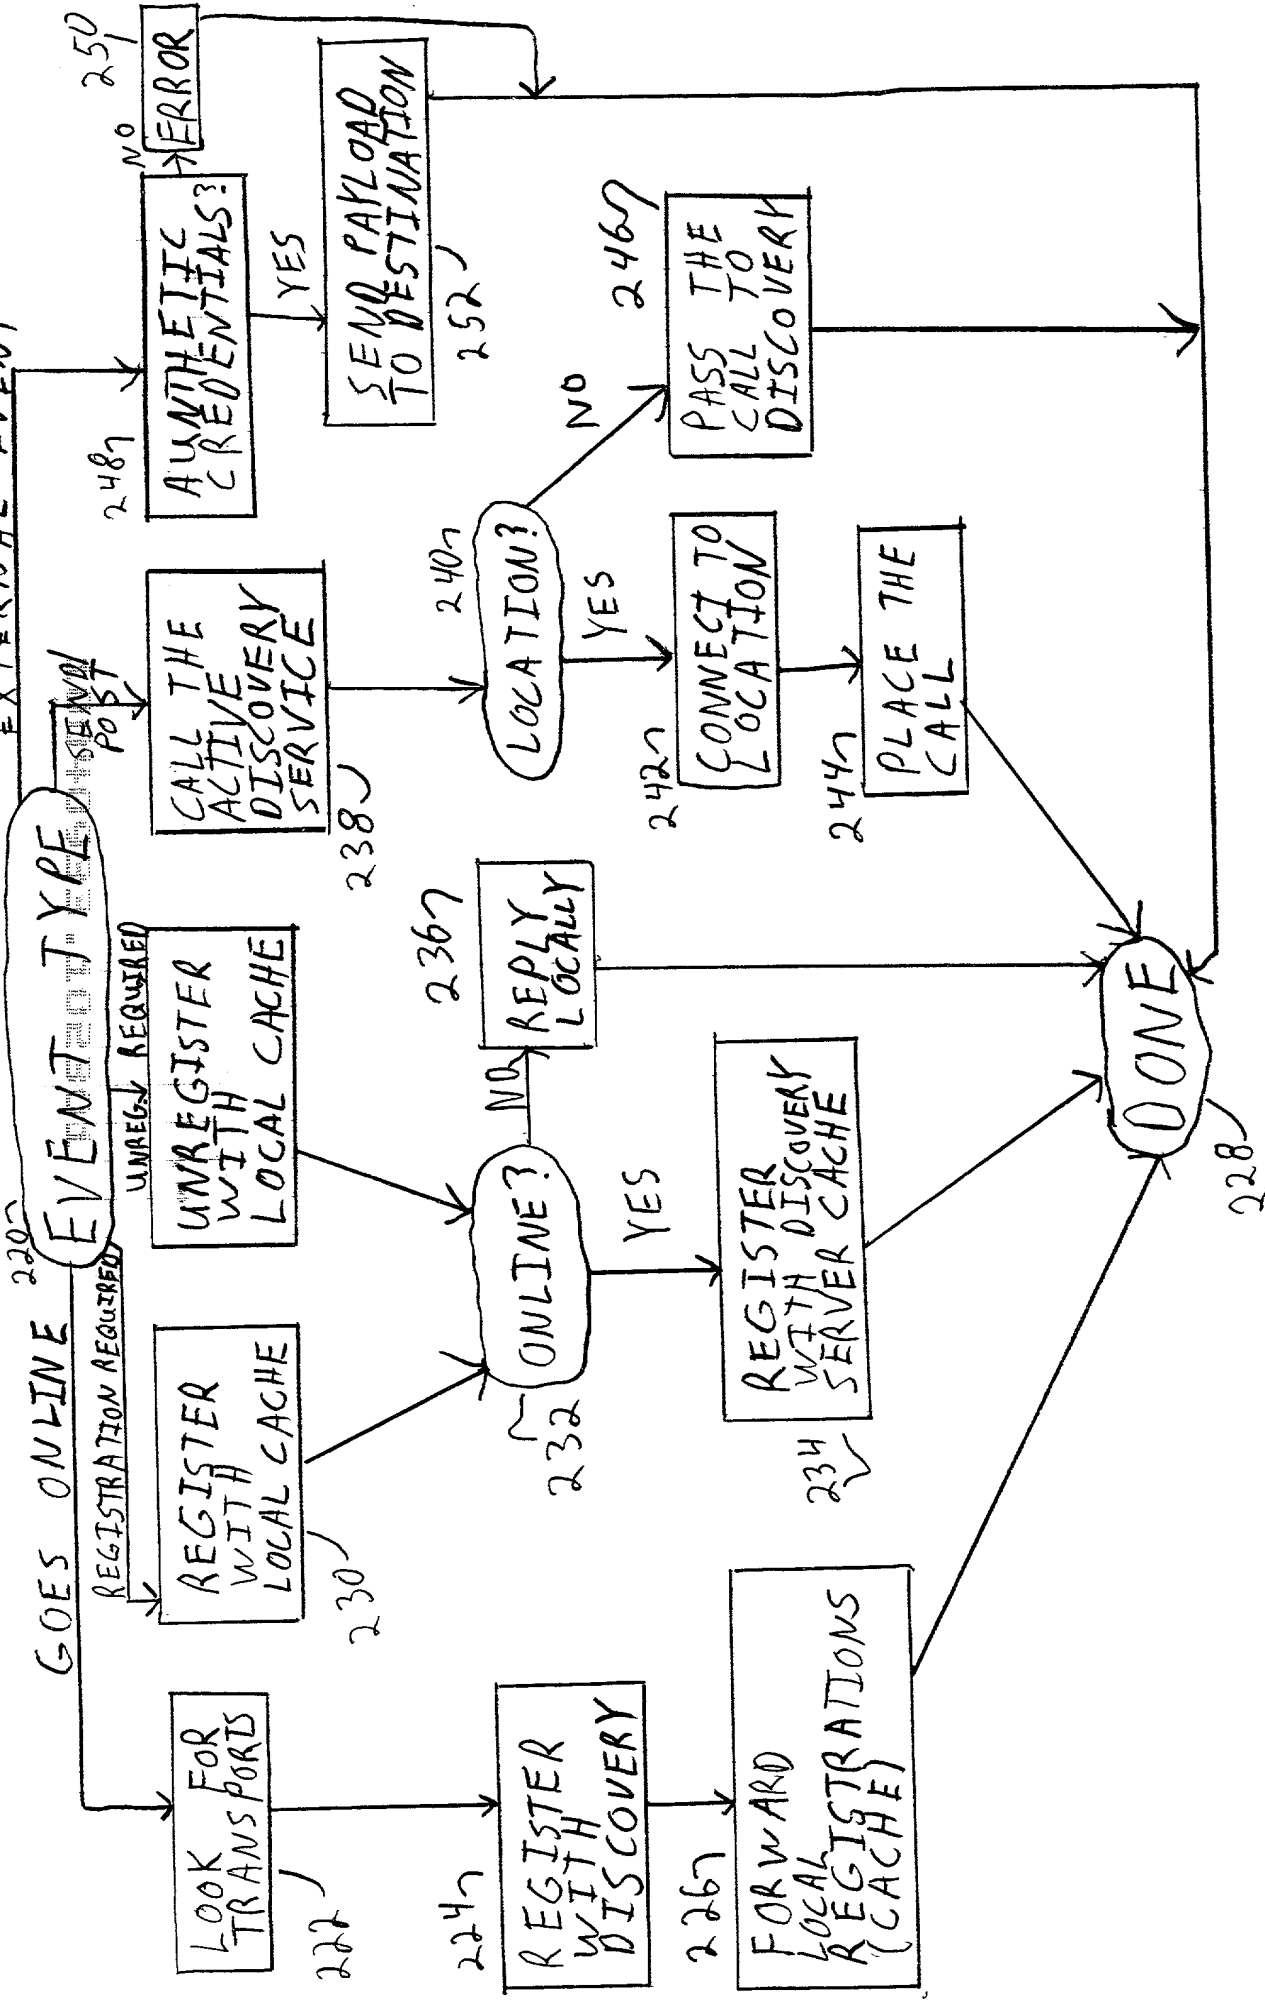 EXTERNAL EVENT
220
EVENT TYPE
GOES ONLINE
REGISTRATION REQUIRED
UNREG. REQUIRED
SEND/
POST
LOOK FOR
TRANSPORTS
222
REGISTER
WITH
DISCOVERY
224
FORWARD
LOCAL
REGISTRATIONS
(CACHE)
226
REGISTER
WITH
LOCAL CACHE
230
UNREGISTER
WITH
LOCAL CACHE
ONLINE?
232
NO
REPLY
LOCALLY
236
YES
REGISTER
WITH DISCOVERY
SERVER CACHE
234
CALL THE
ACTIVE
DISCOVERY
SERVICE
238
LOCATION?
240
YES
CONNECT TO
LOCATION
242
PLACE THE
CALL
244
NO
PASS THE
CALL TO
DISCOVERY
246
AUNTHETIC
CREDENTIALS?
248
NO
ERROR
250
YES
SEND PAYLOAD
TO DESTINATION
252
DONE
228